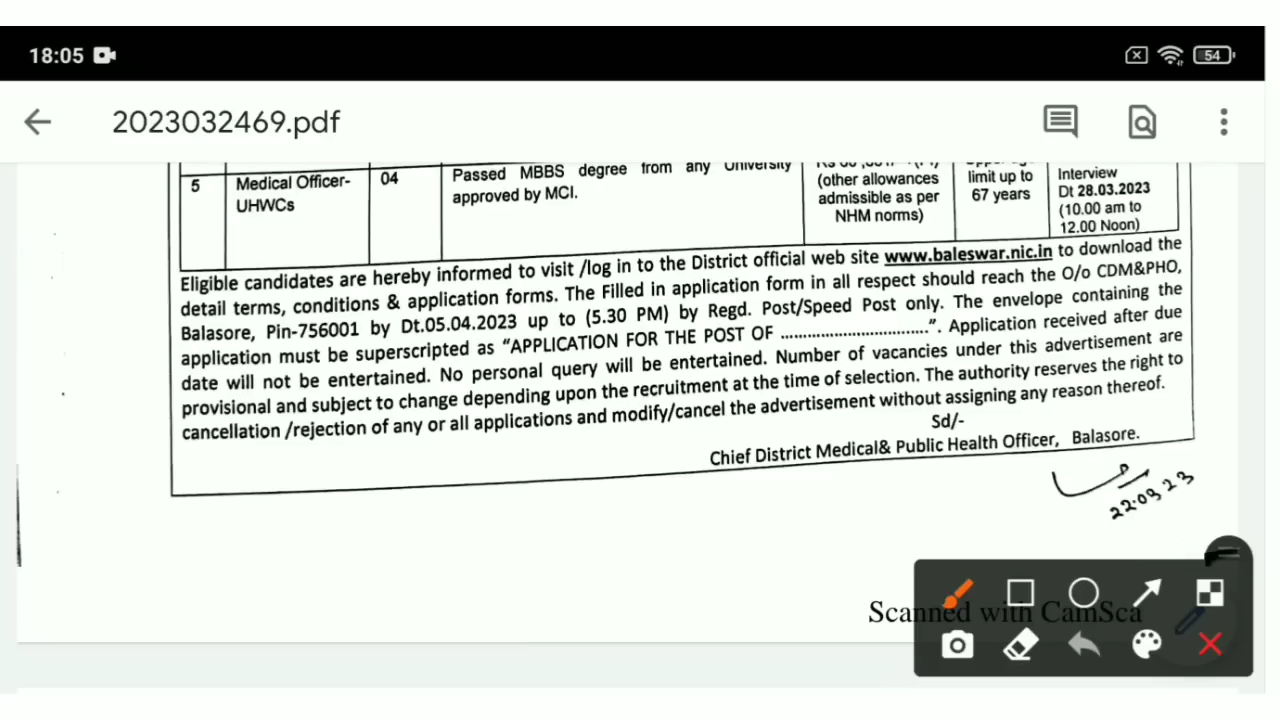 18:05
54
2023032469.pdf
5 Medical Officer- 04 Passed MBBS degree from any University limit up to Interview
UHWCs approved by MCI. (other allowances 67 years Dt 28.03.2023
admissible as per (10.00 am to
NHM norms) 12.00 Noon)
Eligible candidates are hereby informed to visit /log in to the District official web site www.baleswar.nic.in to download the
detail terms, conditions & application forms. The Filled in application form in all respect should reach the O/o CDM&PHO,
Balasore, Pin-756001 by Dt.05.04.2023 up to (5.30 PM) by Regd. Post/Speed Post only. The envelope containing the
application must be superscripted as “APPLICATION FOR THE POST OF ................................”. Application received after due
date will not be entertained. No personal query will be entertained. Number of vacancies under this advertisement are
provisional and subject to change depending upon the recruitment at the time of selection. The authority reserves the right to
cancellation /rejection of any or all applications and modify/cancel the advertisement without assigning any reason thereof.
Sd/-
Chief District Medical& Public Health Officer, Balasore.
22.03.23
Scanned with CamSca